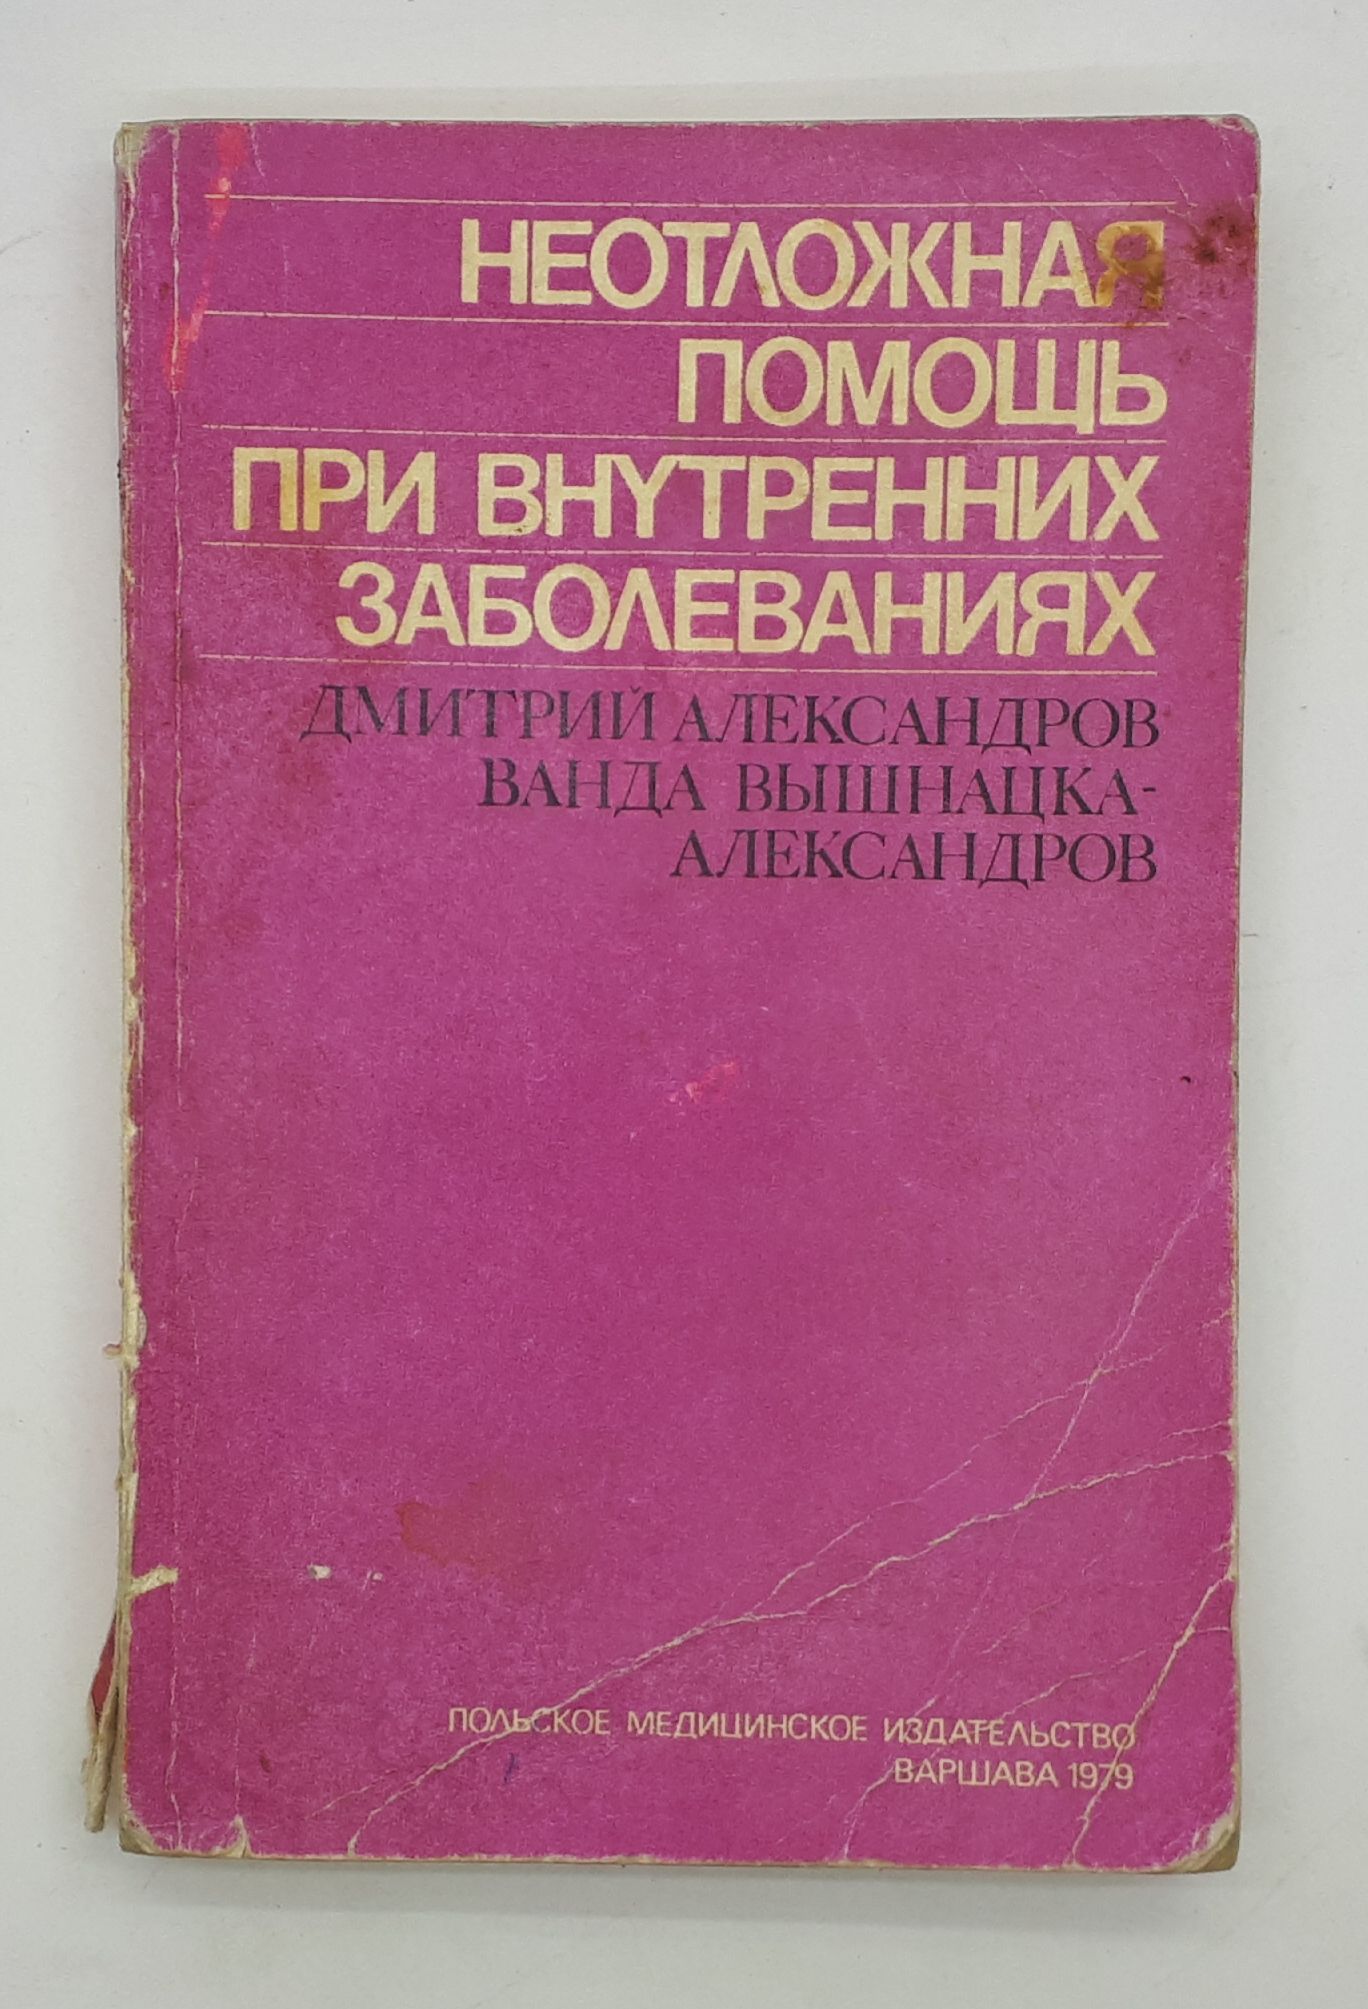 НЕОТЛОЖНАЯ
ПОМОЩЬ
ПРИ ВНУТРЕННИХ
ЗАБОЛЕВАНИЯХ
ДМИТРИЙ АЛЕКСАНДРОВ
ВАНДА ВЫШНАЦКА-
АЛЕКСАНДРОВ
ПОЛЬСКОЕ МЕДИЦИНСКОЕ ИЗДАТЕЛЬСТВО
ВАРШАВА 1979